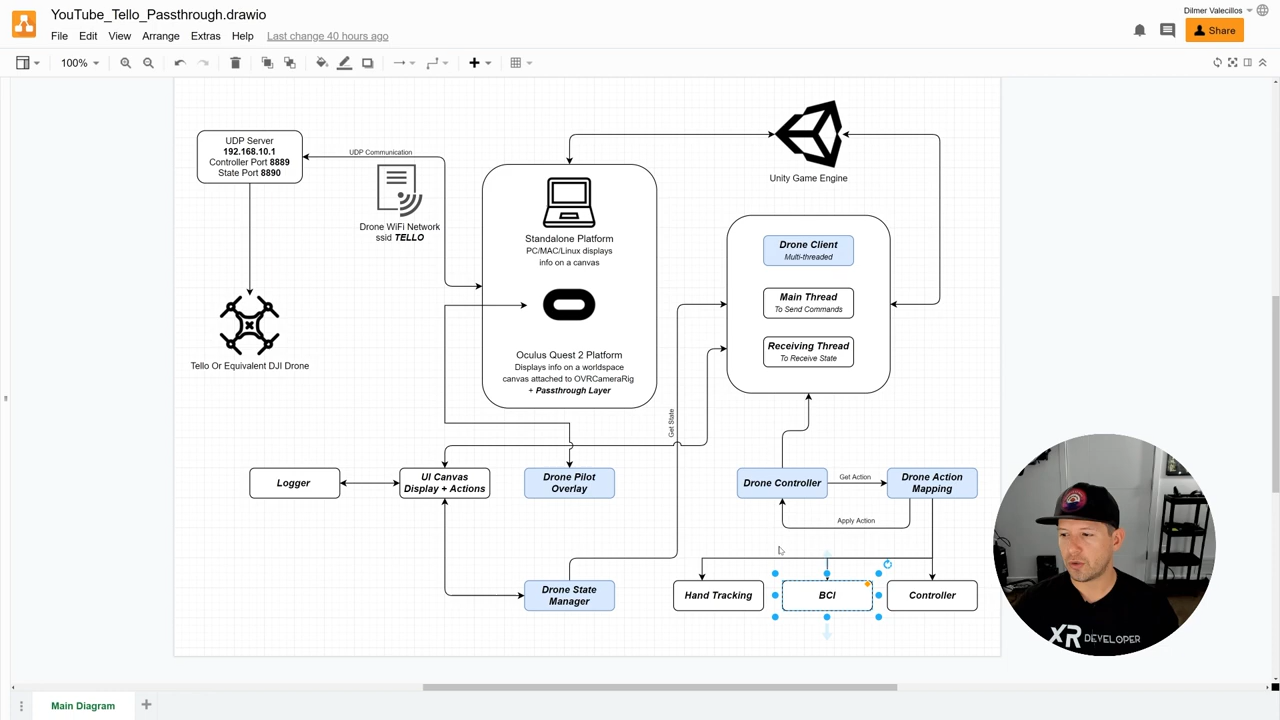 YouTube_Tello_Passthrough.drawio
Dilmer Valecillos
File Edit View Arrange Extras Help Last change 40 hours ago
Share
100%
UDP Server
192.168.10.1
Controller Port 8889
State Port 8890
UDP Communication
Drone WiFi Network
ssid TELLO
Tello Or Equivalent DJI Drone
Standalone Platform
PC/MAC/Linux displays
info on a canvas
Oculus Quest 2 Platform
Displays info on a worldspace
canvas attached to OVRCameraRig
+ Passthrough Layer
Unity Game Engine
Drone Client
Multi-threaded
Main Thread
To Send Commands
Receiving Thread
To Receive State
Get State
Logger
UI Canvas
Display + Actions
Drone Pilot
Overlay
Drone Controller
Get Action
Drone Action
Mapping
Apply Action
Drone State
Manager
Hand Tracking
BCI
Controller
XR DEVELOPER
Main Diagram